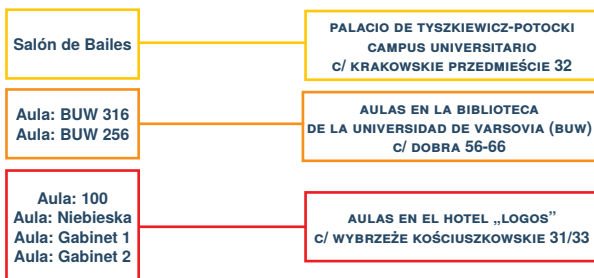 Salón de Bailes
PALACIO DE TYSZKIEWICZ-POTOCKI
CAMPUS UNIVERSITARIO
C/ KRAKOWSKIE PRZEDMIEŚCIE 32
Aula: BUW 316
Aula: BUW 256
AULAS EN LA BIBLIOTECA
DE LA UNIVERSIDAD DE VARSOVIA (BUW)
C/ DOBRA 56-66
Aula: 100
Aula: Niebieska
Aula: Gabinet 1
Aula: Gabinet 2
AULAS EN EL HOTEL „LOGOS”
C/ WYBRZEŻE KOŚCIUSZKOWSKIE 31/33